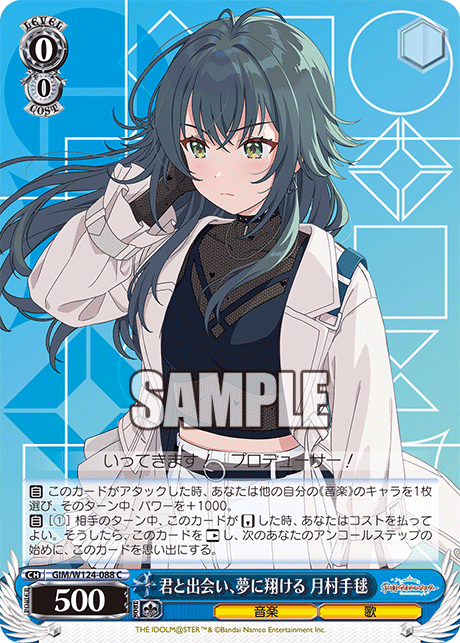 LEVEL
0
0
COST
SAMPLE
いってきます！ プロデューサー！
自 このカードがアタックした時、あなたは他の自分の《音楽》のキャラを1枚
選び、そのターン中、パワーを＋1000。
自 ［①］ 相手のターン中、このカードが した時、あなたはコストを払って
よい。そうしたら、このカードを し、次のあなたのアンコールステップの
始めに、このカードを思い出にする。
CH GIM/W124-088 C
POWER
500
君と出会い、夢に翔ける 月村手毬
音楽
歌
THE IDOLM@STER™& ©Bandai Namco Entertainment Inc.